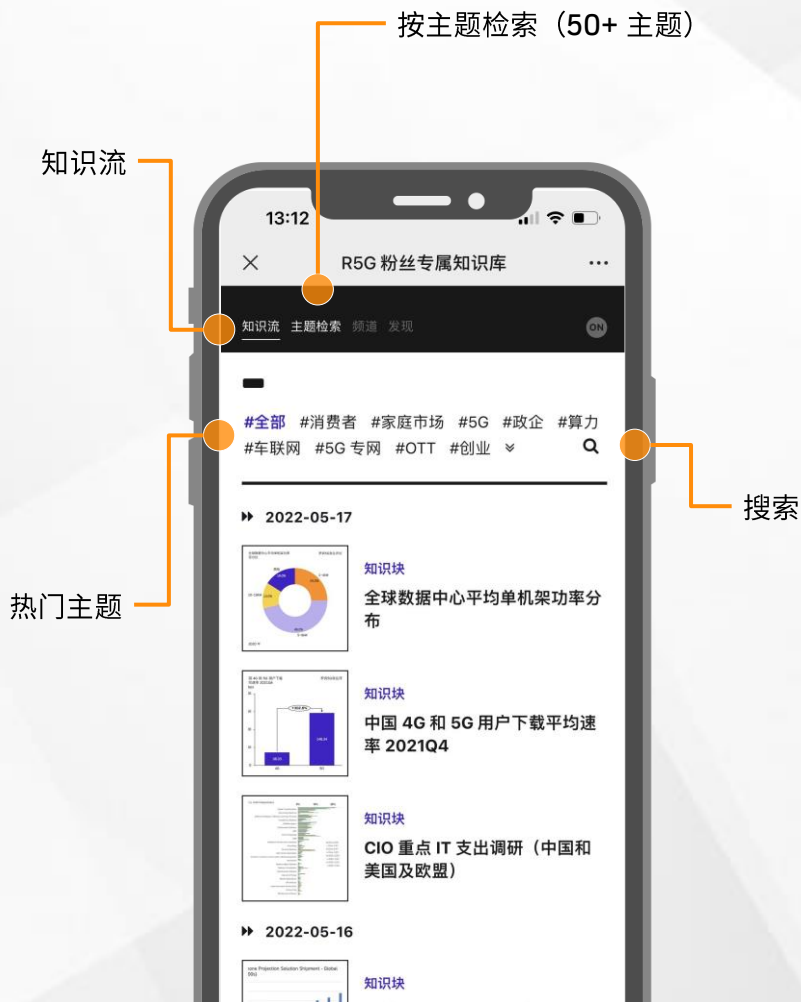 按主题检索（50+ 主题）
知识流
13:12
R5G 粉丝专属知识库
知识流 主题检索 频道 发现
ON
#全部 #消费者 #家庭市场 #5G #政企 #算力
#车联网 #5G 专网 #OTT #创业
搜索
热门主题
2022-05-17
知识块
全球数据中心平均单机架功率分
布
知识块
中国 4G 和 5G 用户下载平均速
率 2021Q4
知识块
CIO 重点 IT 支出调研（中国和
美国及欧盟）
2022-05-16
Projection Solution Shipment - Global
知识块